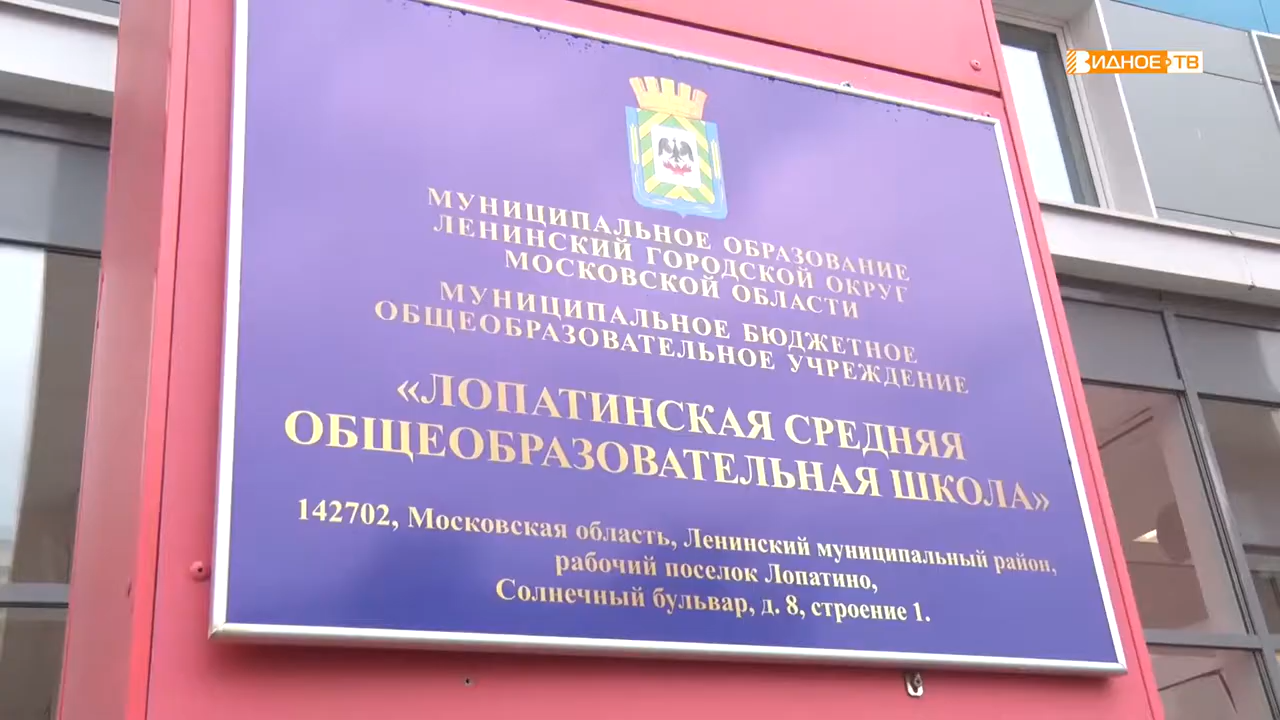 ВИДНОЕ ТВ
МУНИЦИПАЛЬНОЕ ОБРАЗОВАНИЕ
ЛЕНИНСКИЙ ГОРОДСКОЙ ОКРУГ
МОСКОВСКОЙ ОБЛАСТИ
МУНИЦИПАЛЬНОЕ БЮДЖЕТНОЕ
ОБЩЕОБРАЗОВАТЕЛЬНОЕ УЧРЕЖДЕНИЕ
«ЛОПАТИНСКАЯ СРЕДНЯЯ
ОБЩЕОБРАЗОВАТЕЛЬНАЯ ШКОЛА»
142702, Московская область, Ленинский муниципальный район,
рабочий поселок Лопатино,
Солнечный бульвар, д. 8, строение 1.